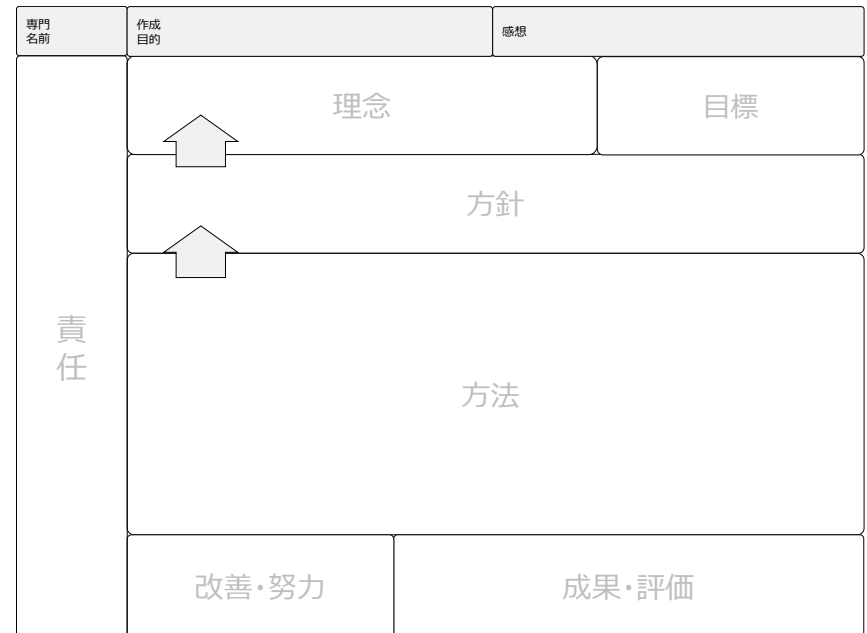 専門
名前
作成
目的
感想
理念
目標
方針
責
任
方法
改善・努力
成果・評価